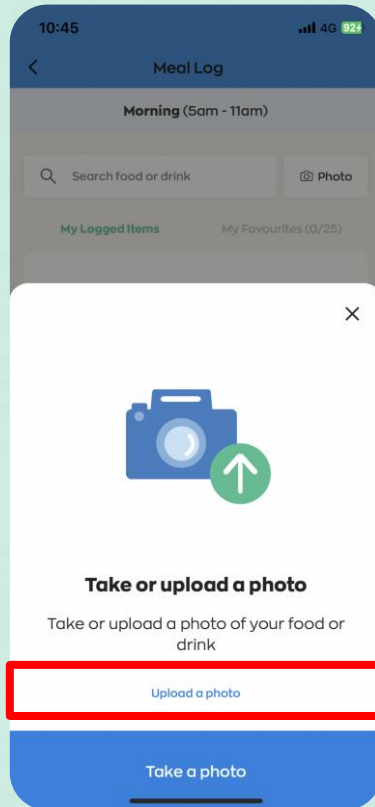 10:45 4G 92
Meal Log
Morning (5am - 11am)
Search food or drink Photo
My Logged Items My Favourites (0/25)
Take or upload a photo
Take or upload a photo of your food or
drink
Upload a photo
Take a photo